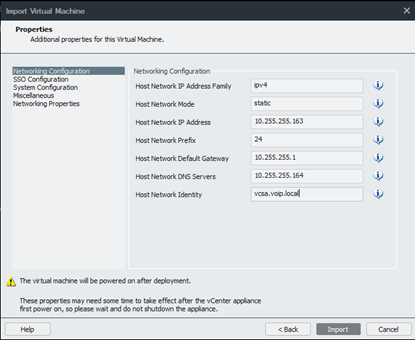 Import Virtual Machine
Properties
Additional properties for this Virtual Machine.
Networking Configuration
SSO Configuration
System Configuration
Miscellaneous
Networking Properties
Networking Configuration
Host Network IP Address Family ipv4
Host Network Mode static
Host Network IP Address 10.255.255.163
Host Network Prefix 24
Host Network Default Gateway 10.255.255.1
Host Network DNS Servers 10.255.255.164
Host Network Identity vcsa.voip.local
The virtual machine will be powered on after deployment.
These properties may need some time to take effect after the vCenter appliance
first power on, so please wait and do not shutdown the appliance.
Help < Back Import Cancel